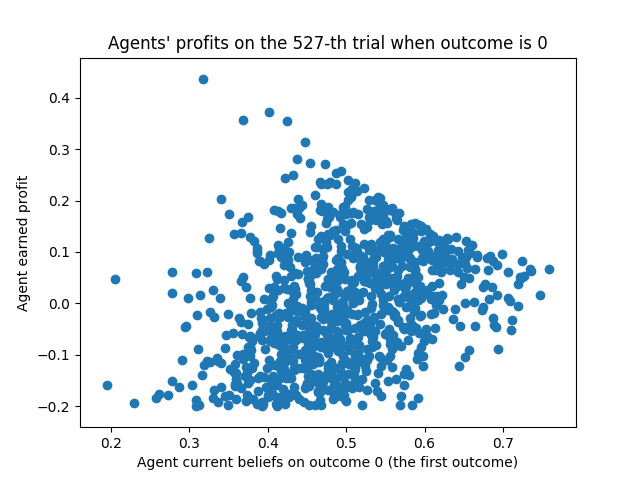 Agents' profits on the 527-th trial when outcome is 0
0.4
0.3
0.2
0.1
0.0
−0.1
−0.2
Agent earned profit
0.2 0.3 0.4 0.5 0.6 0.7
Agent current beliefs on outcome 0 (the first outcome)